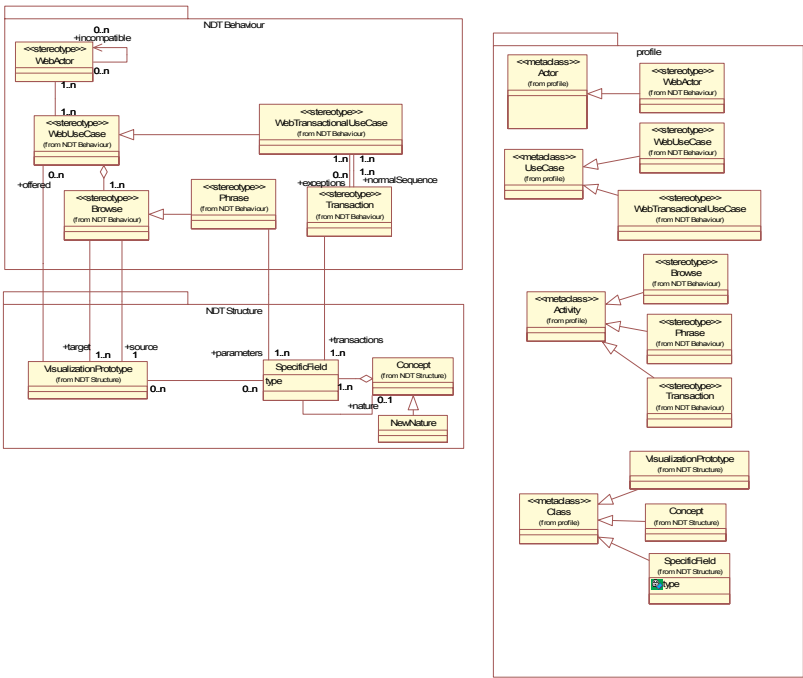 NDT Behaviour
0..n
+incompatible
<<stereotype>>
WebActor
0..n
1..n
1..n
<<stereotype>>
WebUseCase
(from NDT Behaviour)
<<stereotype>>
WebTransactionalUseCase
(from NDT Behaviour)
1..n
1..n
0..n
0..n
1..n
+offered
1..n
+exceptions
+normalSequence
<<stereotype>>
Browse
(from NDT Behaviour)
<<stereotype>>
Phrase
(from NDT Behaviour)
<<stereotype>>
Transaction
(from NDT Behaviour)
NDT Structure
+target
+source
1..n
1
+parameters
1..n
+transactions
1..n
VisualizationPrototype
(from NDT Structure)
0..n
0..n
SpecificField
type
1..n
Concept
(from NDT Structure)
0..1
+nature
NewNature
profile
<<metaclass>>
Actor
(from profile)
<<stereotype>>
WebActor
(from NDT Behaviour)
<<stereotype>>
WebUseCase
(from NDT Behaviour)
<<metaclass>>
UseCase
(from profile)
<<stereotype>>
WebTransactionalUseCase
(from NDT Behaviour)
<<stereotype>>
Browse
(from NDT Behaviour)
<<metaclass>>
Activity
(from profile)
<<stereotype>>
Phrase
(from NDT Behaviour)
<<stereotype>>
Transaction
(from NDT Behaviour)
VisualizationPrototype
(from NDT Structure)
<<metaclass>>
Class
(from profile)
Concept
(from NDT Structure)
SpecificField
(from NDT Structure)
type